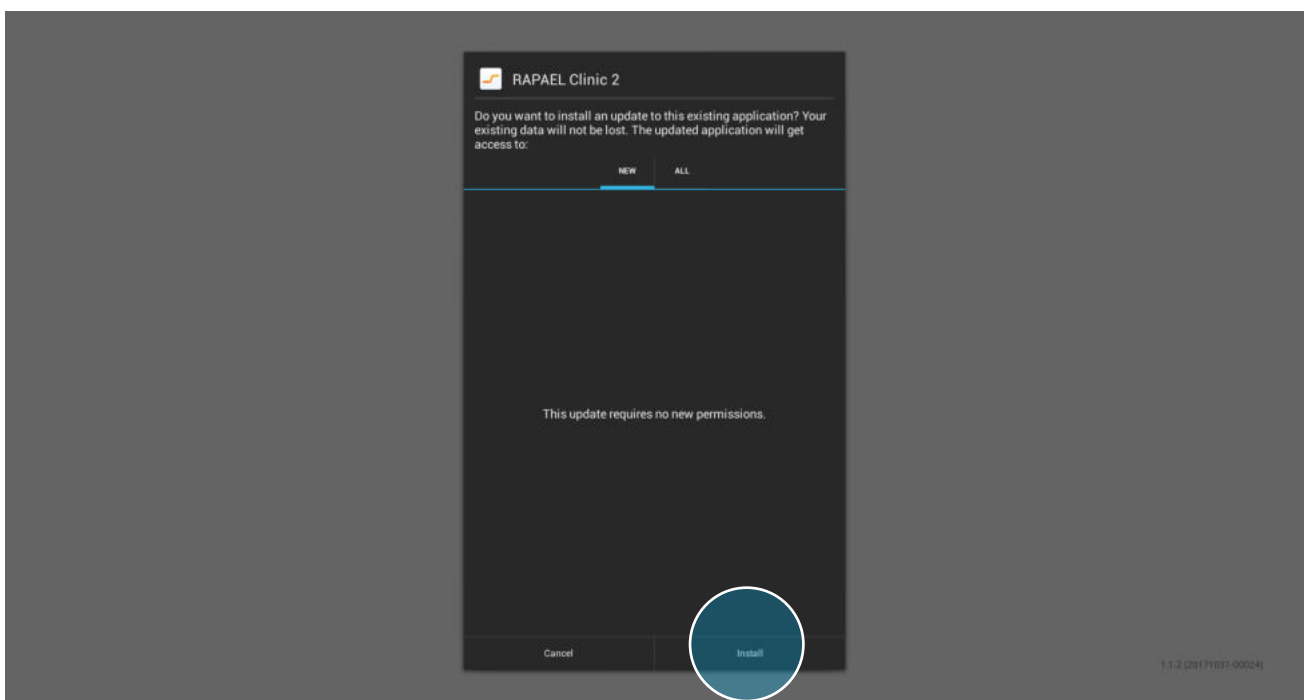 RAPAEL Clinic 2
Do you want to install an update to this existing application? Your
existing data will not be lost. The updated application will get
access to:
NEW ALL
This update requires no new permissions.
Cancel Install
1.1.2 (20171031-00024)